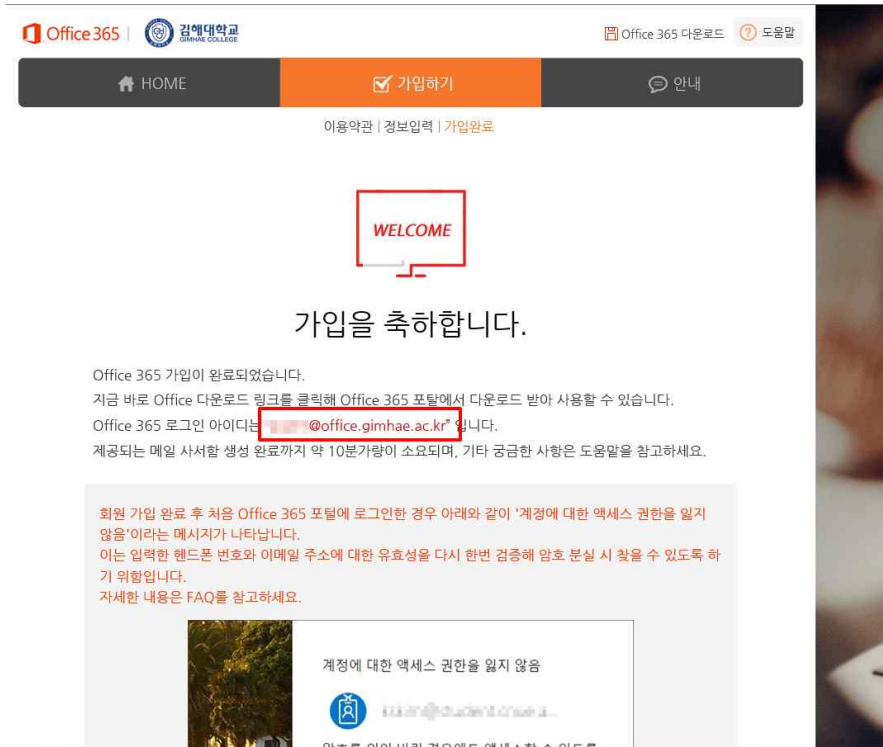 Office 365 | 김해대학교 GIMHAE COLLEGE
Office 365 다운로드 ? 도움말
HOME 가입하기 안내
이용약관 | 정보입력 | 가입완료
WELCOME
가입을 축하합니다.
Office 365 가입이 완료되었습니다.
지금 바로 Office 다운로드 링크를 클릭해 Office 365 포탈에서 다운로드 받아 사용할 수 있습니다.
Office 365 로그인 아이디는 @office.gimhae.ac.kr" 입니다.
제공되는 메일 사서함 생성 완료까지 약 10분가량이 소요되며, 기타 궁금한 사항은 도움말을 참고하세요.
회원 가입 완료 후 처음 Office 365 포털에 로그인한 경우 아래와 같이 '계정에 대한 액세스 권한을 잃지
않음'이라는 메시지가 나타납니다.
이는 입력한 핸드폰 번호와 이메일 주소에 대한 유효성을 다시 한번 검증해 암호 분실 시 찾을 수 있도록 하
기 위함입니다.
자세한 내용은 FAQ를 참고하세요.
계정에 대한 액세스 권한을 잃지 않음